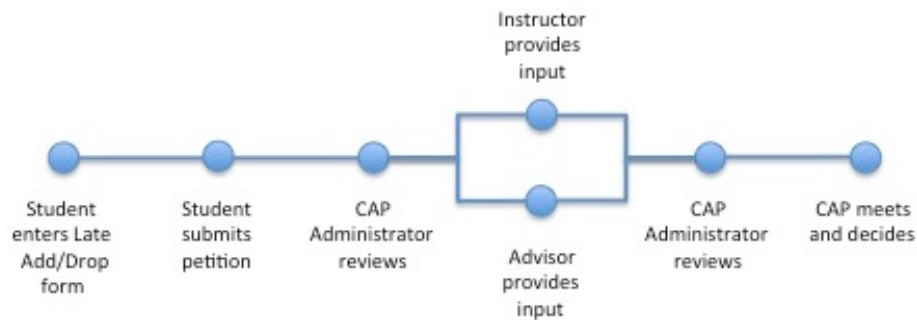 Instructor
provides
input
Student
enters Late
Add/Drop
form
Student
submits
petition
CAP
Administrator
reviews
Advisor
provides
input
CAP
Administrator
reviews
CAP meets
and decides